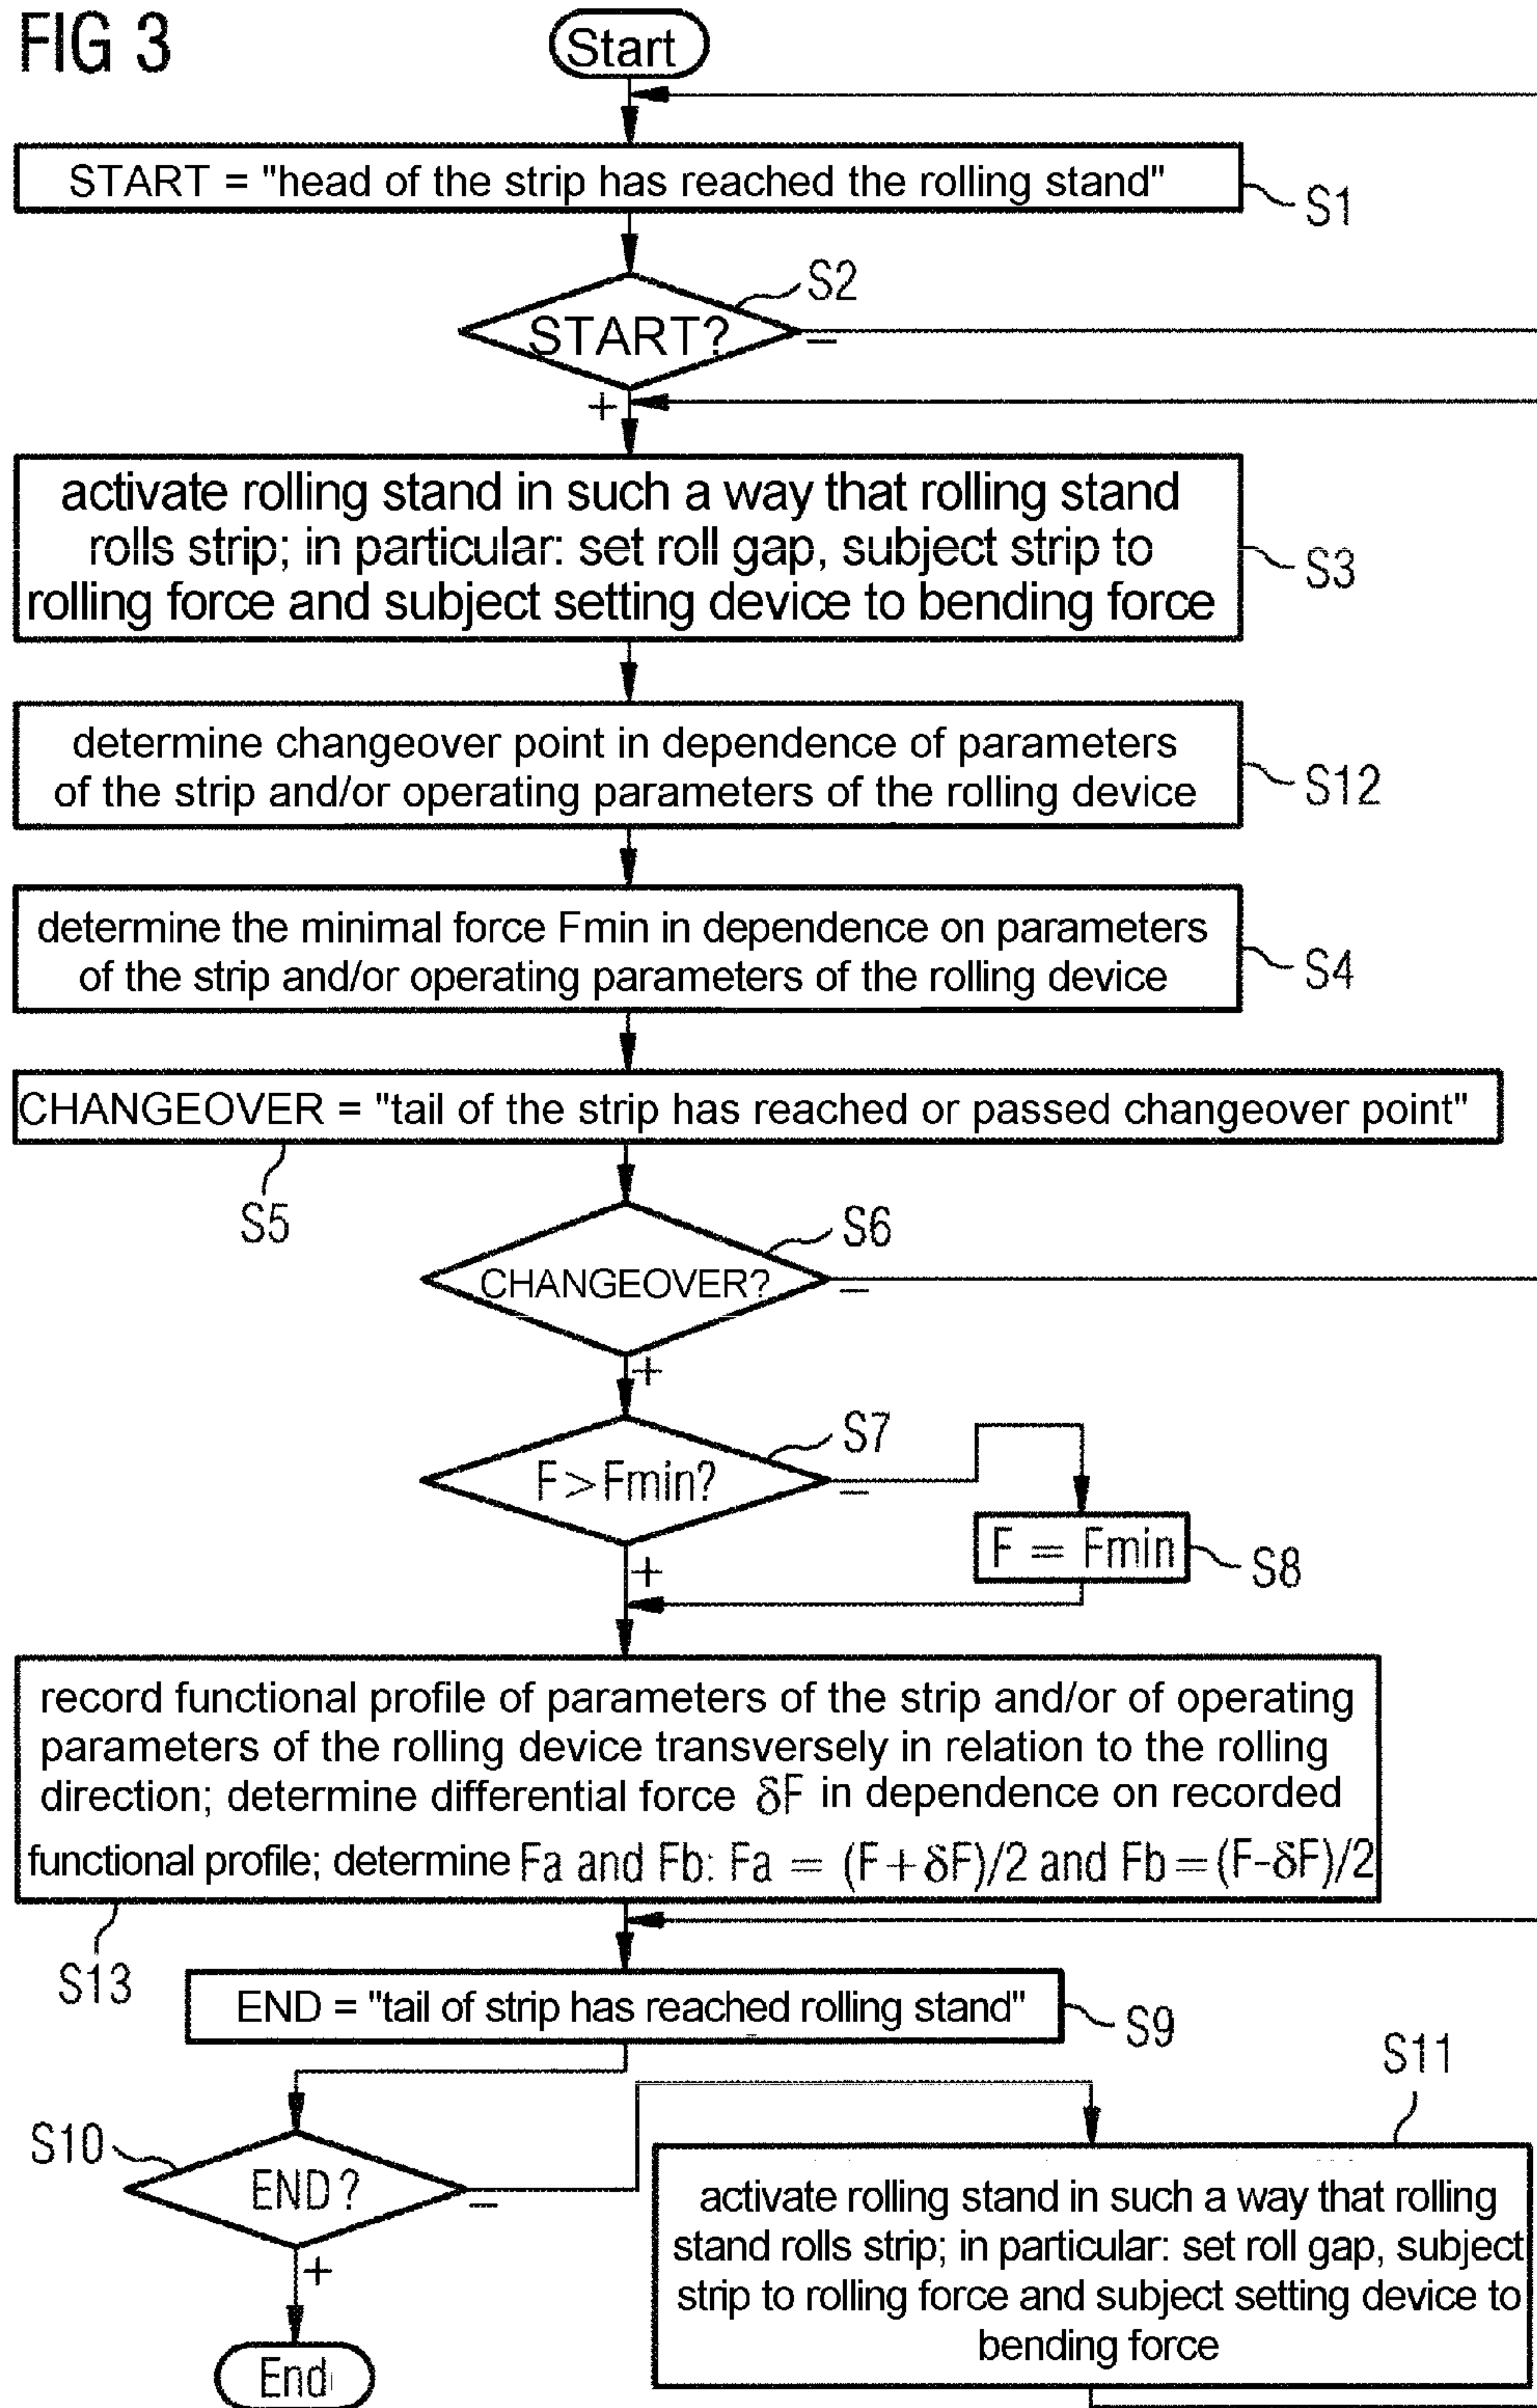 FIG 3
Start
START = "head of the strip has reached the rolling stand"
S1
S2
START?
−
+
activate rolling stand in such a way that rolling stand
rolls strip; in particular: set roll gap, subject strip to
rolling force and subject setting device to bending force
S3
determine changeover point in dependence of parameters
of the strip and/or operating parameters of the rolling device
S12
determine the minimal force Fmin in dependence on parameters
of the strip and/or operating parameters of the rolling device
S4
CHANGEOVER = "tail of the strip has reached or passed changeover point"
S5
S6
CHANGEOVER?
−
+
S7
F>Fmin?
−
F = Fmin
S8
+
record functional profile of parameters of the strip and/or of operating
parameters of the rolling device transversely in relation to the rolling
direction; determine differential force δF in dependence on recorded
functional profile; determine Fa and Fb: Fa = (F+δF)/2 and Fb=(F-δF)/2
S13
END = "tail of strip has reached rolling stand"
S9
S11
S10
END?
−
activate rolling stand in such a way that rolling
stand rolls strip; in particular: set roll gap, subject
strip to rolling force and subject setting device to
bending force
+
End